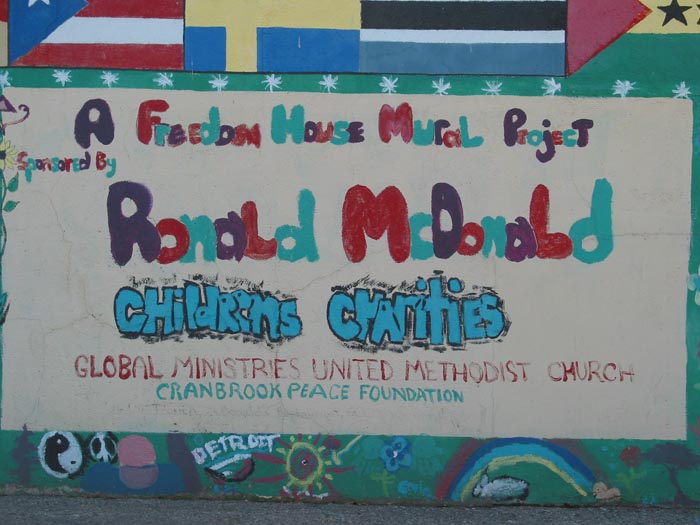 A Freedom House Mural Project
Sponsored By
Ronald McDonald
Childrens Charities
GLOBAL MINISTRIES UNITED METHODIST CHURCH
CRANBROOK PEACE FOUNDATION
DETROIT